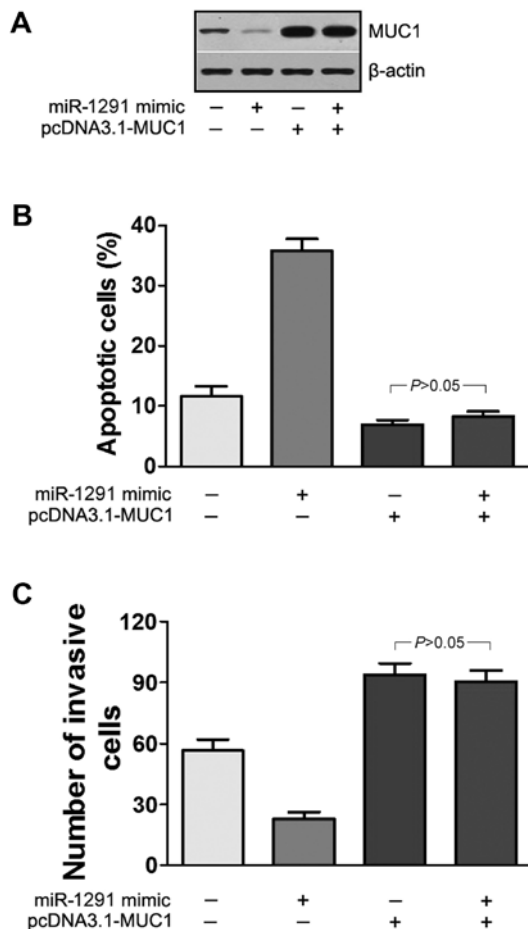 A
MUC1
β-actin
miR-1291 mimic – + – +
pcDNA3.1-MUC1 – – + +
B
Apoptotic cells (%)
40
30
20
10
0
P>0.05
miR-1291 mimic – + – +
pcDNA3.1-MUC1 – – + +
C
Number of invasive
cells
120
90
60
30
0
P>0.05
miR-1291 mimic – + – +
pcDNA3.1-MUC1 – – + +